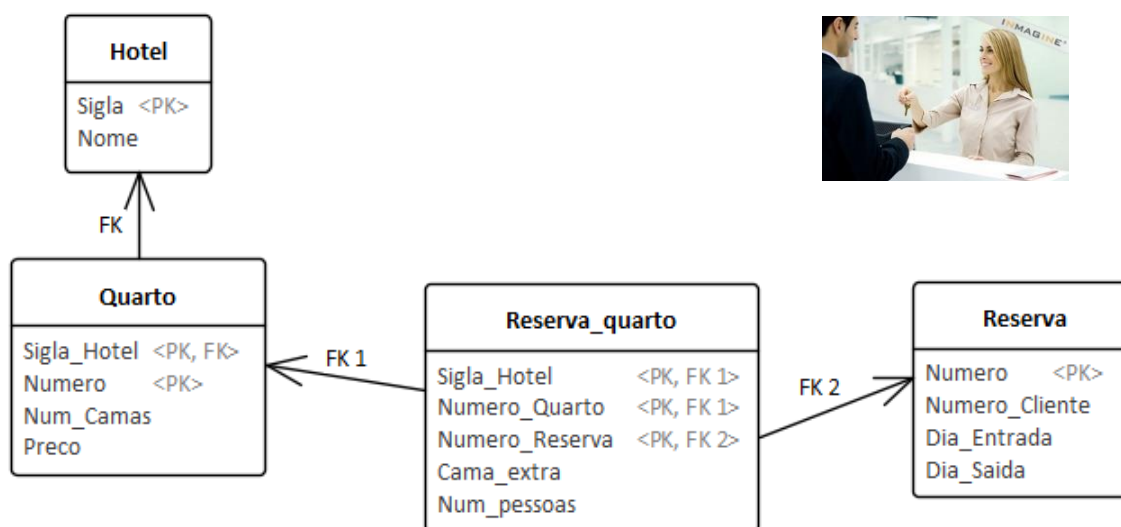 Hotel
Sigla <PK>
Nome
INMAGINE
FK
Quarto
Sigla_Hotel <PK, FK>
Numero <PK>
Num_Camas
Preco
FK 1
Reserva_quarto
Sigla_Hotel <PK, FK 1>
Numero_Quarto <PK, FK 1>
Numero_Reserva <PK, FK 2>
Cama_extra
Num_pessoas
FK 2
Reserva
Numero <PK>
Numero_Cliente
Dia_Entrada
Dia_Saida